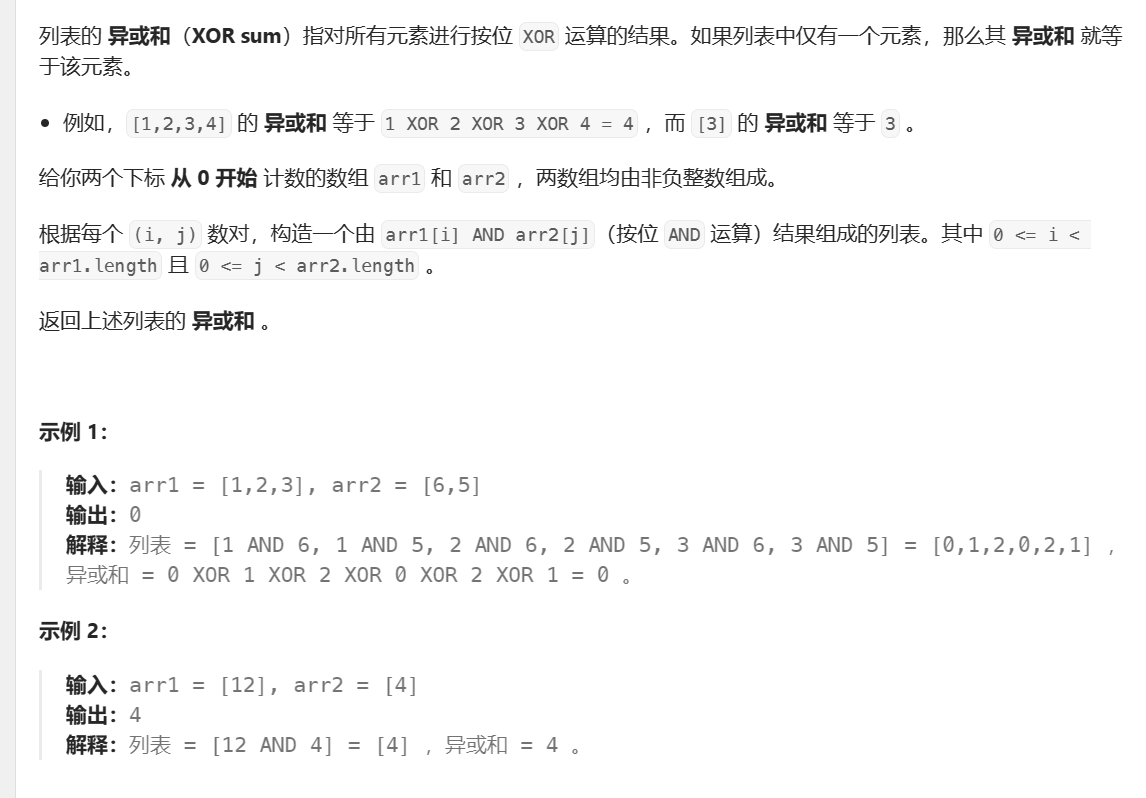 列表的 异或和（XOR sum）指对所有元素进行按位 XOR 运算的结果。如果列表中仅有一个元素，那么其 异或和 就等
于该元素。
• 例如， [1,2,3,4] 的 异或和 等于 1 XOR 2 XOR 3 XOR 4 = 4 ，而 [3] 的 异或和 等于 3 。
给你两个下标 从 0 开始 计数的数组 arr1 和 arr2 ，两数组均由非负整数组成。
根据每个 (i, j) 数对，构造一个由 arr1[i] AND arr2[j]（按位 AND 运算）结果组成的列表。其中 0 <= i <
arr1.length 且 0 <= j < arr2.length 。
返回上述列表的 异或和 。
示例 1：
输入：arr1 = [1,2,3], arr2 = [6,5]
输出：0
解释：列表 = [1 AND 6, 1 AND 5, 2 AND 6, 2 AND 5, 3 AND 6, 3 AND 5] = [0,1,2,0,2,1] ，
异或和 = 0 XOR 1 XOR 2 XOR 0 XOR 2 XOR 1 = 0 。
示例 2：
输入：arr1 = [12], arr2 = [4]
输出：4
解释：列表 = [12 AND 4] = [4] ，异或和 = 4 。